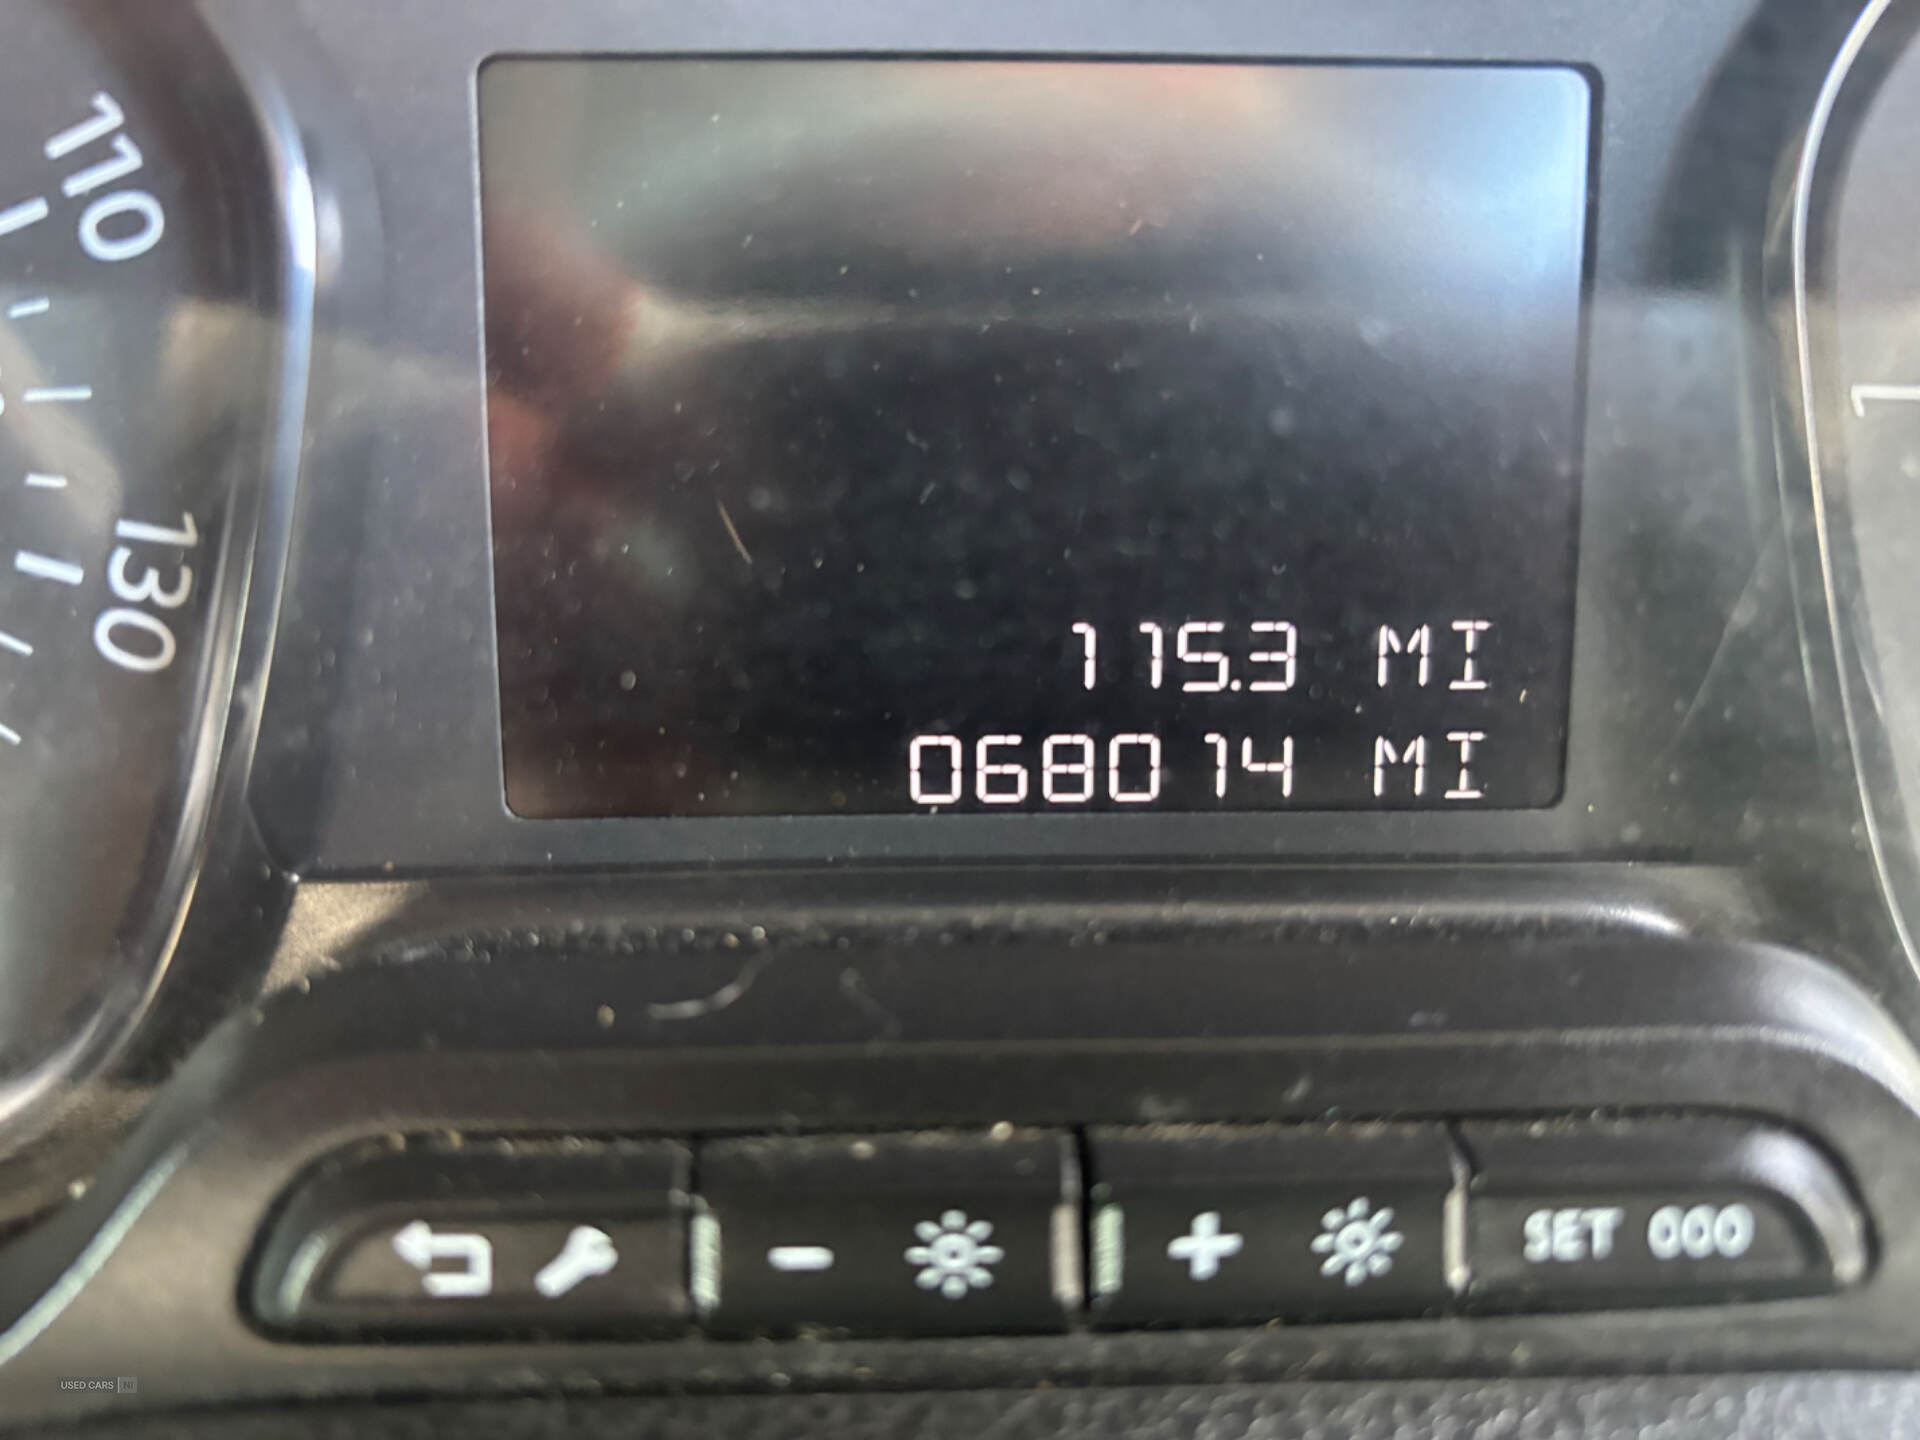 110
130
115.3 MI
068014 MI
SET 000
USED CARS NI